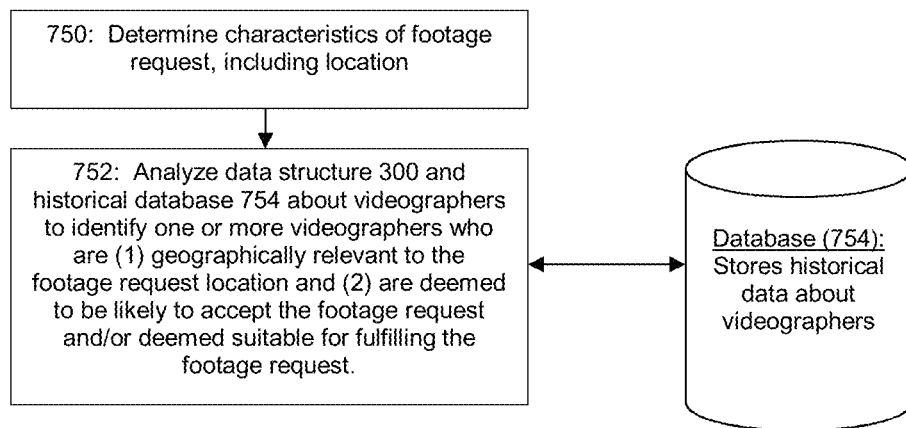 750: Determine characteristics of footage
request, including location
752: Analyze data structure 300 and
historical database 754 about videographers
to identify one or more videographers who
are (1) geographically relevant to the
footage request location and (2) are deemed
to be likely to accept the footage request
and/or deemed suitable for fulfilling the
footage request.
Database (754):
Stores historical
data about
videographers